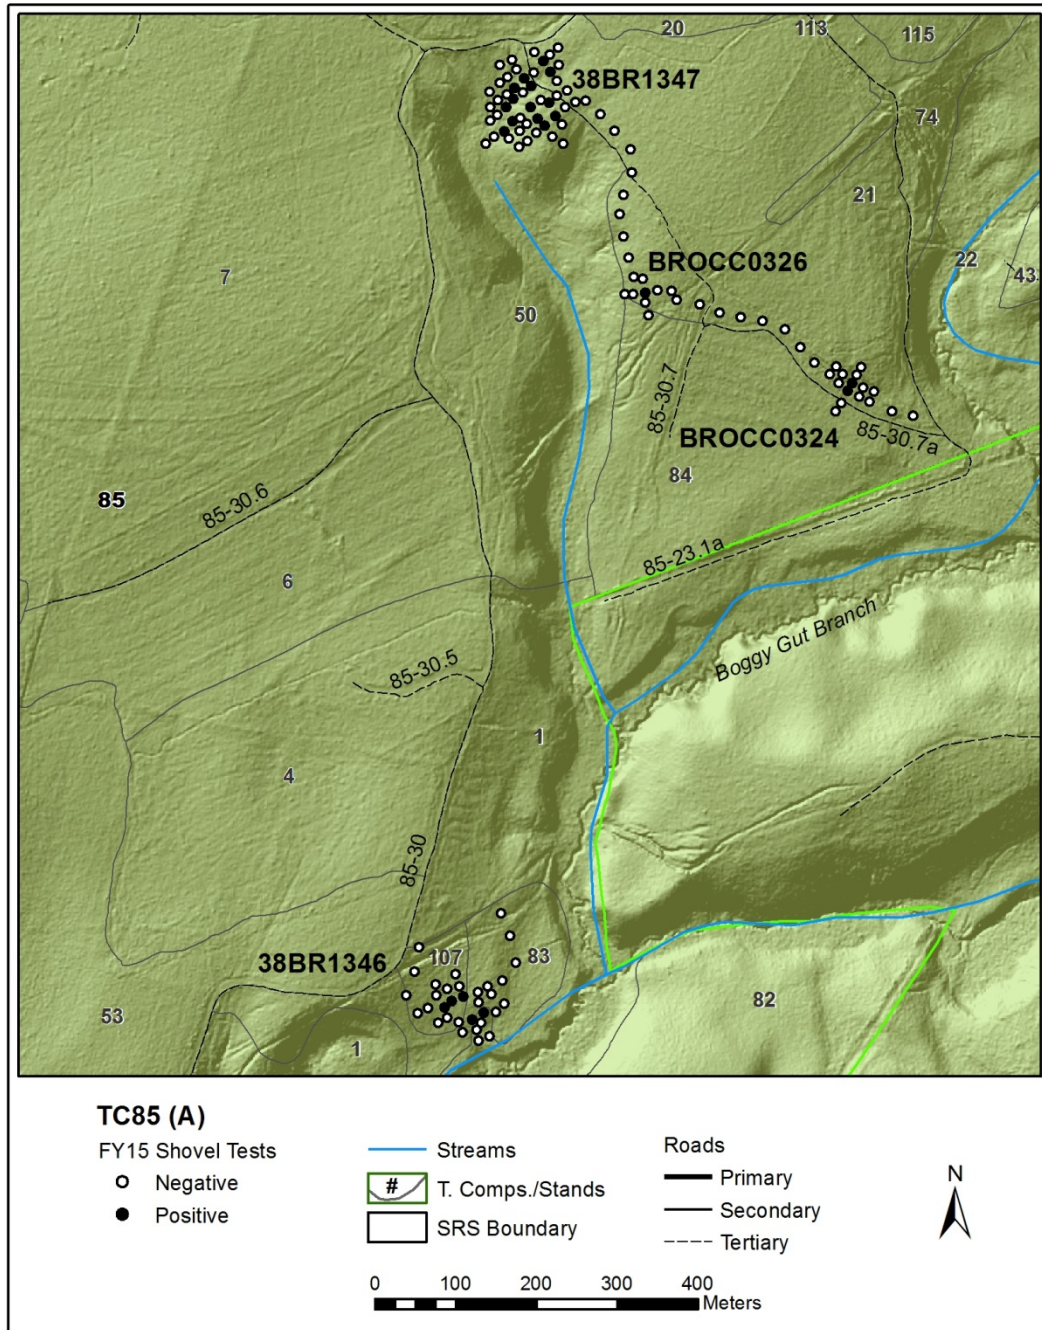 20
113
115
38BR1347
74
21
7
BROCC0326
22
43
50
85-30.7
BROCC0324
85-30.7a
84
85
85-30.6
85-23.1a
6
Boggy Gut Branch
85-30.5
1
4
85-30
38BR1346
107
83
82
53
1
TC85 (A)
FY15 Shovel Tests
Negative
Positive
Streams
#
T. Comps./Stands
SRS Boundary
Roads
Primary
Secondary
Tertiary
N
0 100 200 300 400
Meters